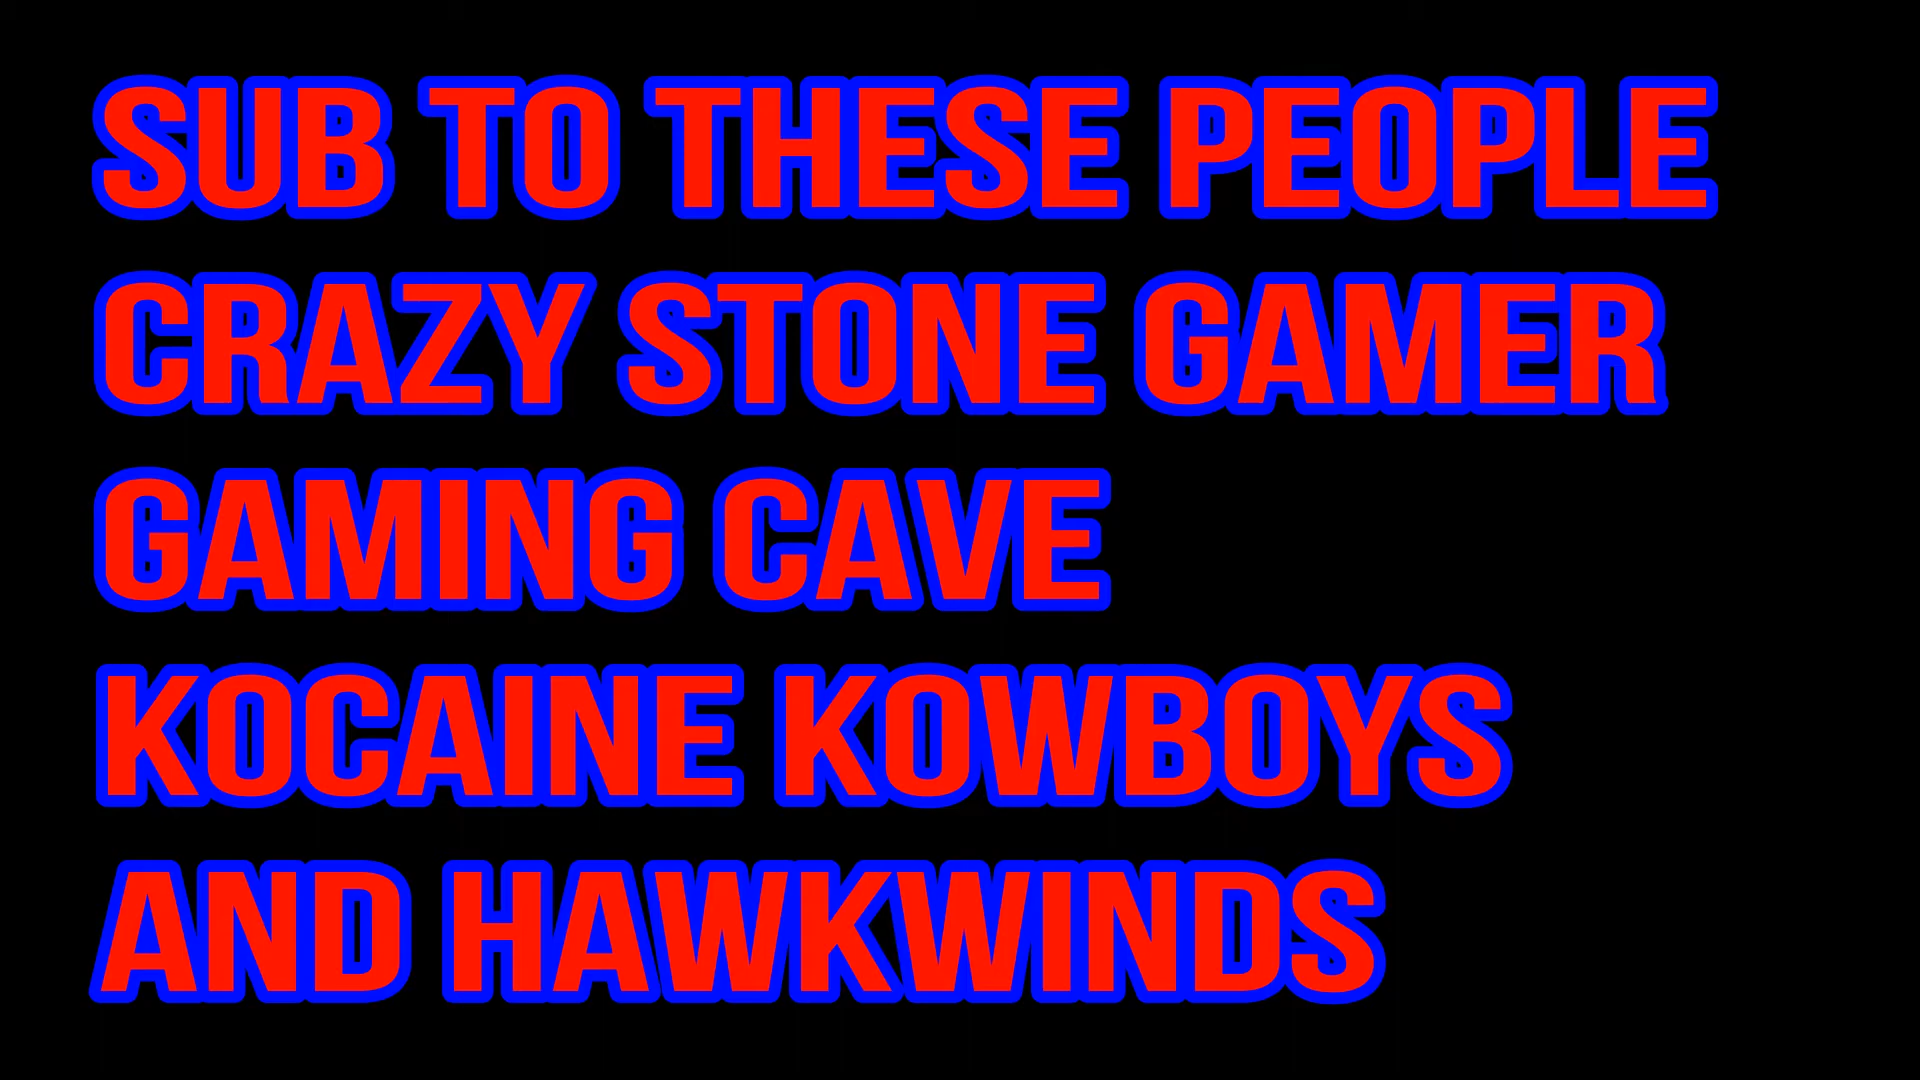 SUB TO THESE PEOPLE
CRAZY STONE GAMER
GAMING CAVE
KOCAINE KOWBOYS
AND HAWKWINDS